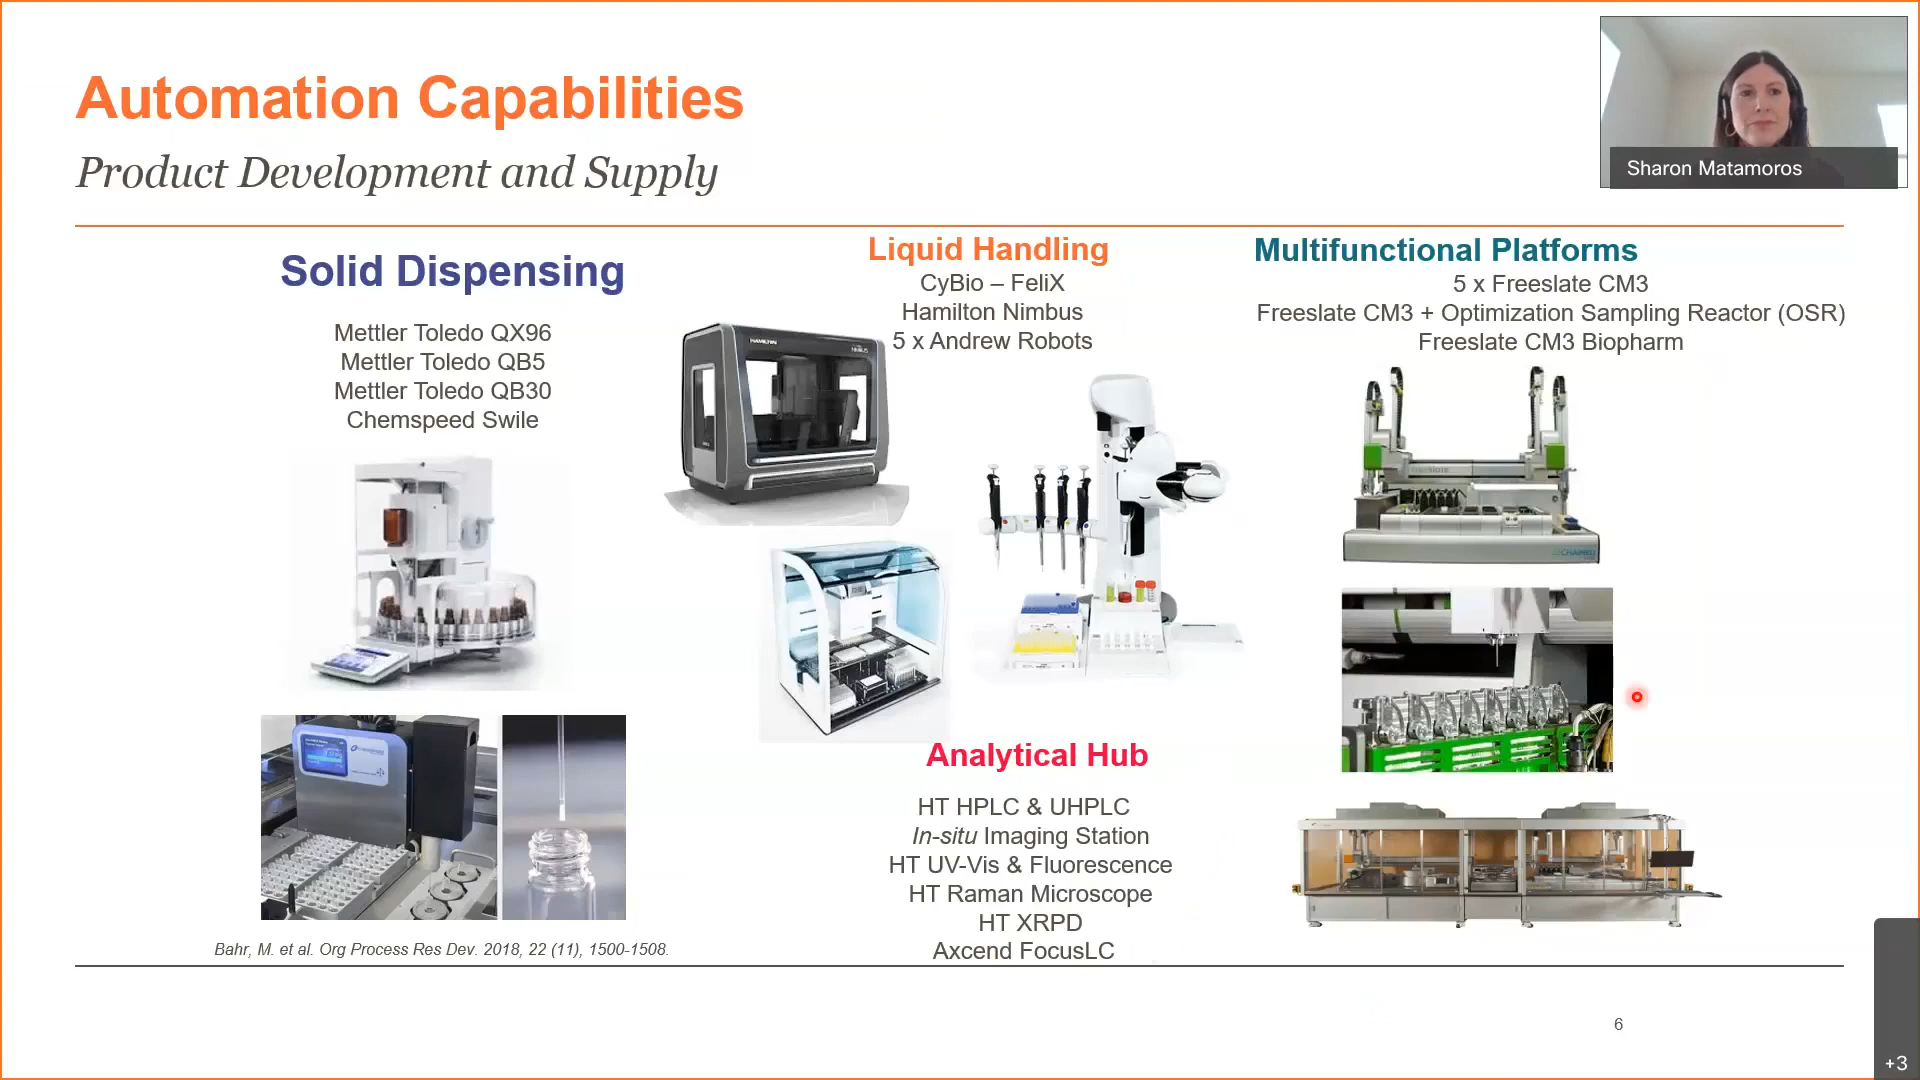 Automation Capabilities
Product Development and Supply
Sharon Matamoros
Solid Dispensing
Mettler Toledo QX96
Mettler Toledo QB5
Mettler Toledo QB30
Chemspeed Swile
Liquid Handling
CyBio – FeliX
Hamilton Nimbus
5 x Andrew Robots
HAMILTON
Multifunctional Platforms
5 x Freeslate CM3
Freeslate CM3 + Optimization Sampling Reactor (OSR)
Freeslate CM3 Biopharm
Analytical Hub
HT HPLC & UHPLC
In-situ Imaging Station
HT UV-Vis & Fluorescence
HT Raman Microscope
HT XRPD
Axcend FocusLC
Bahr, M. et al. Org Process Res Dev. 2018, 22 (11), 1500-1508.
6
+3